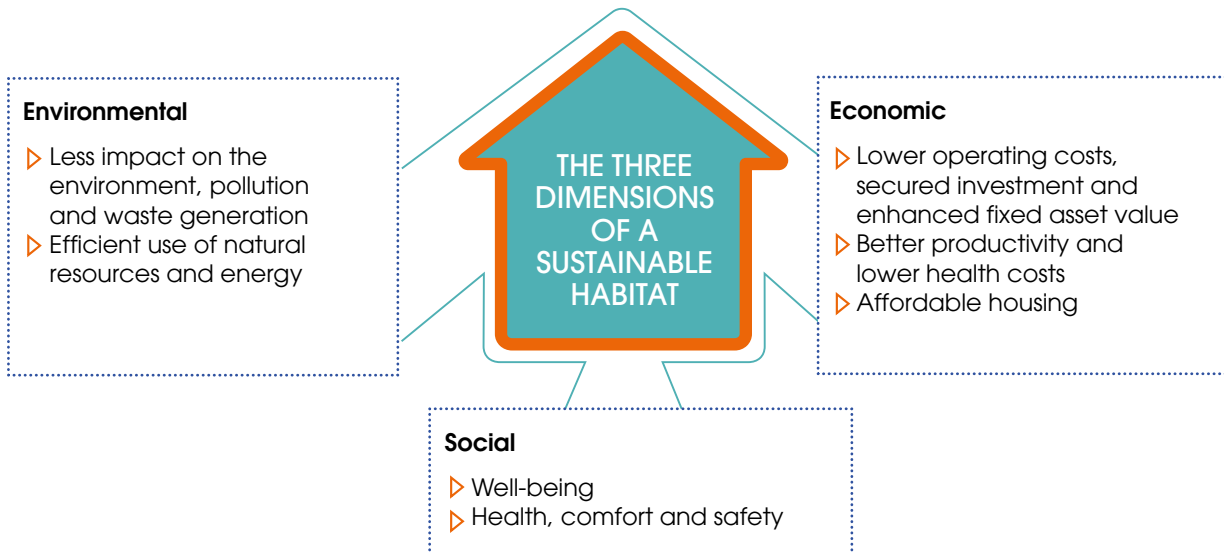 THE THREE
DIMENSIONS
OF A
SUSTAINABLE
HABITAT
Environmental
Less impact on the
environment, pollution
and waste generation
Efficient use of natural
resources and energy
Economic
Lower operating costs,
secured investment and
enhanced fixed asset value
Better productivity and
lower health costs
Affordable housing
Social
Well-being
Health, comfort and safety